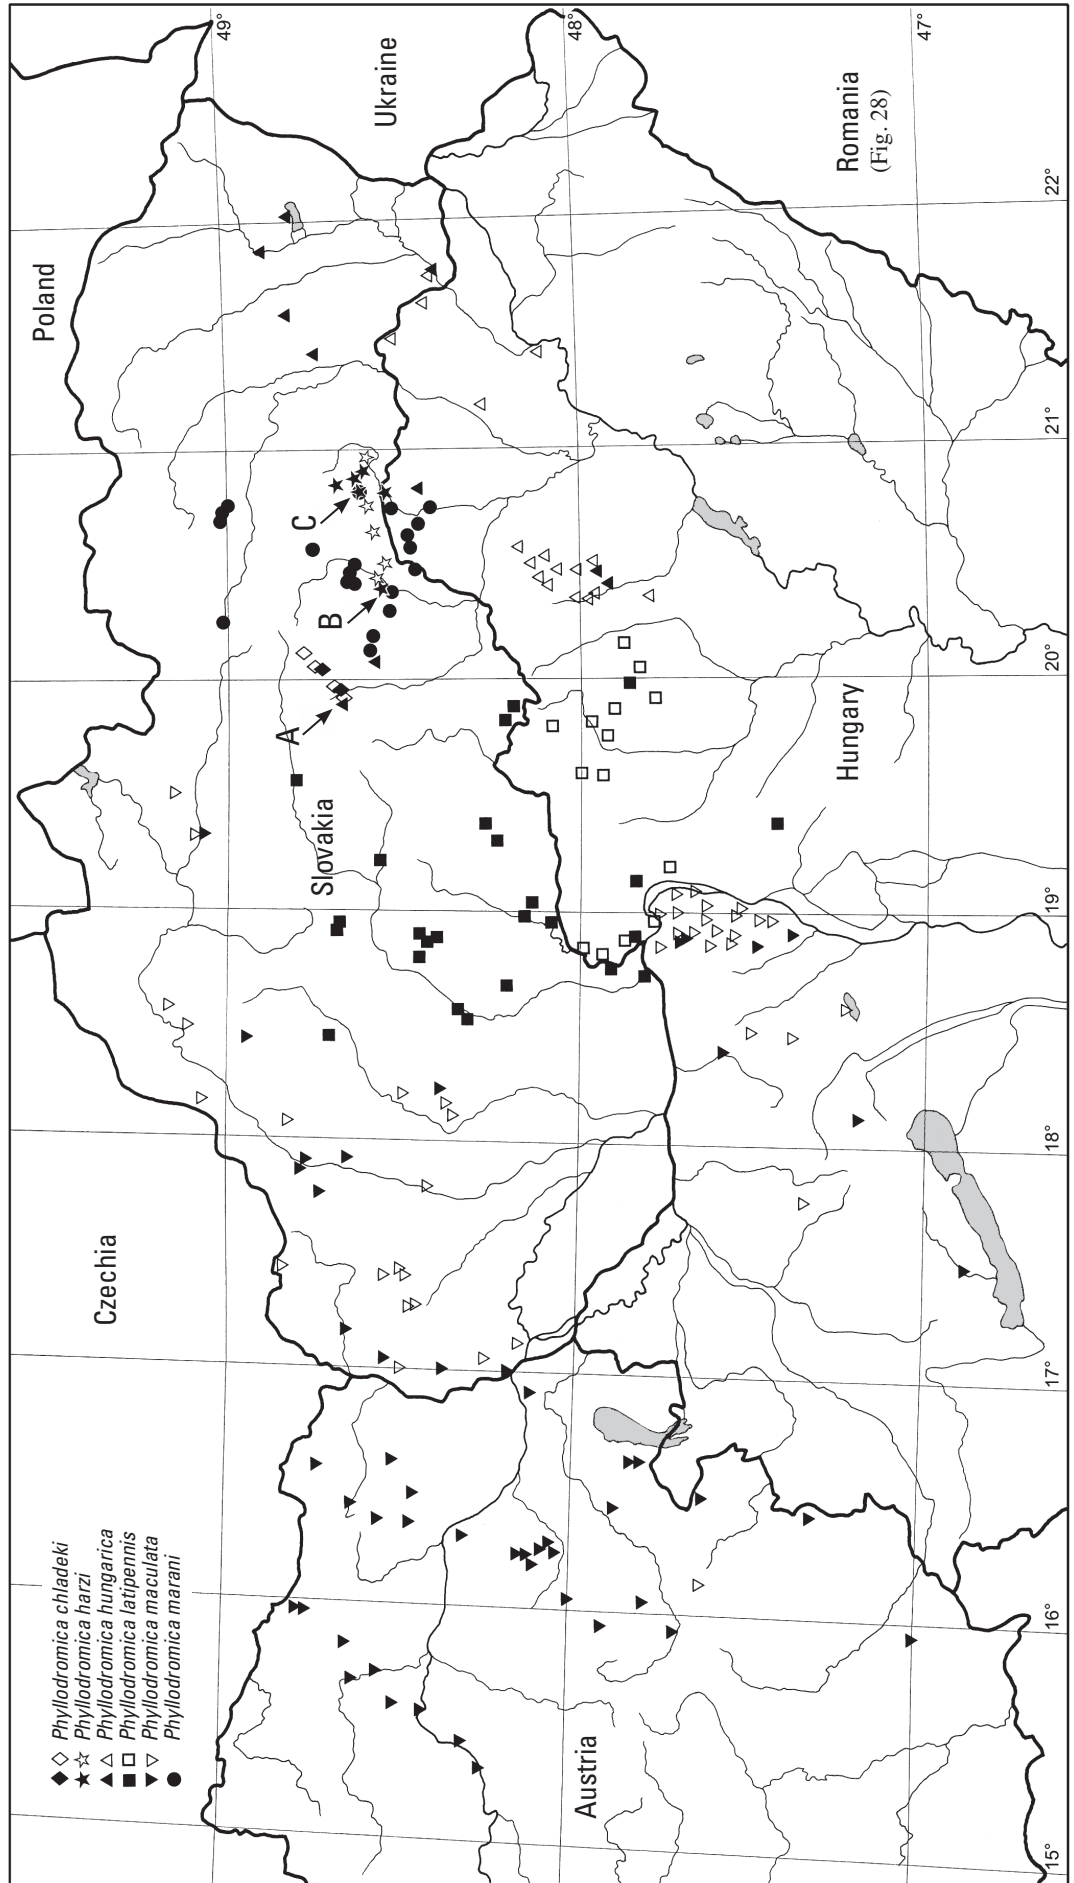 Poland
Ukraine
Romania
(Fig. 28)
Czechia
Slovakia
Hungary
Austria
A
B
C
49°
48°
47°
22°
21°
20°
19°
18°
17°
16°
15°
Phyllodromica chladeki
Phyllodromica harzi
Phyllodromica hungarica
Phyllodromica latipennis
Phyllodromica maculata
Phyllodromica marani